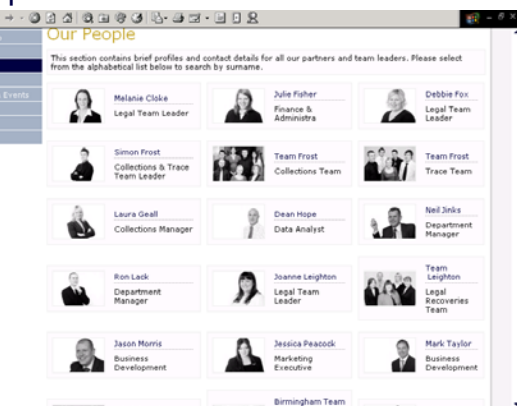 Our People
This section contains brief profiles and contact details for all our partners and team leaders. Please select
from the alphabetical list below to search by surname.
Events
Melanie Cloke
Legal Team Leader
Julie Fisher
Finance &
Administra
Debbie Fox
Legal Team
Leader
Simon Frost
Collections & Trace
Team Leader
Team Frost
Collections Team
Team Frost
Trace Team
Laura Geall
Collections Manager
Dean Hope
Data Analyst
Neil Jinks
Department
Manager
Ron Lack
Department
Manager
Joanne Leighton
Legal Team
Leader
Team
Leighton
Legal
Recoveries
Team
Jason Morris
Business
Development
Jessica Peacock
Marketing
Executive
Mark Taylor
Business
Development
Birmingham Team